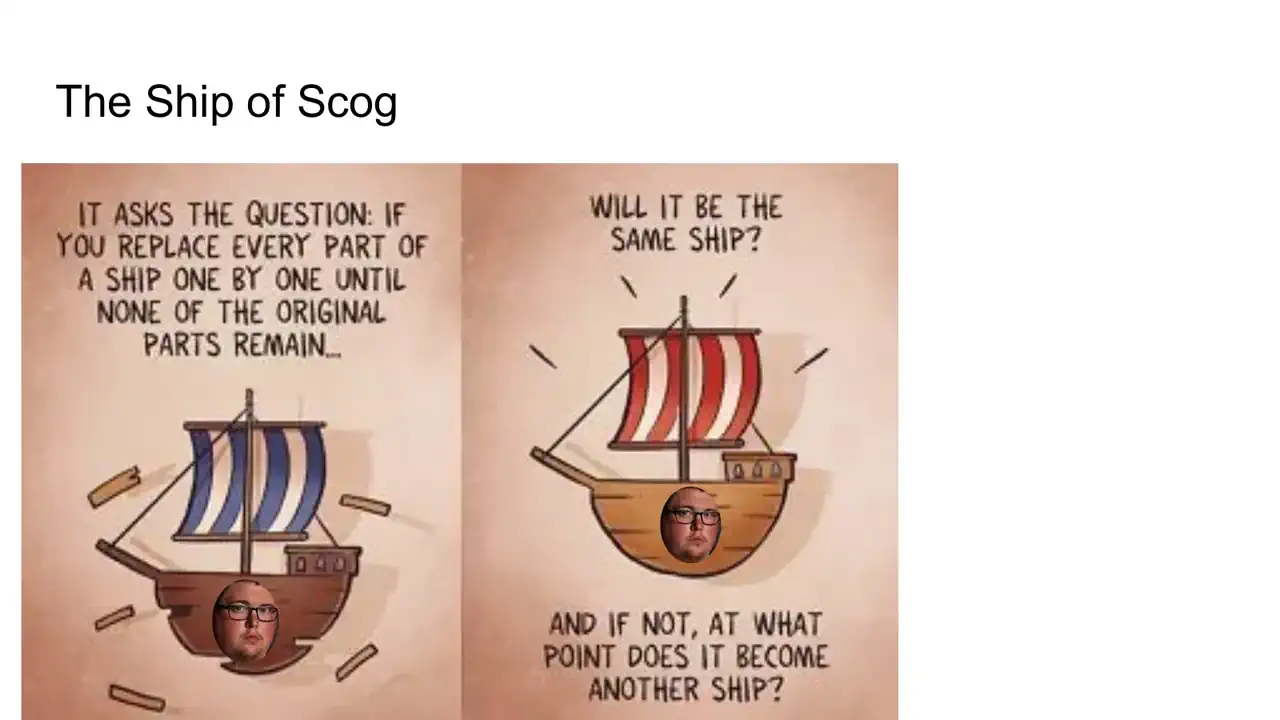 The Ship of Scog
IT ASKS THE QUESTION: IF
YOU REPLACE EVERY PART OF
A SHIP ONE BY ONE UNTIL
NONE OF THE ORIGINAL
PARTS REMAIN...
WILL IT BE THE
SAME SHIP?
AND IF NOT, AT WHAT
POINT DOES IT BECOME
ANOTHER SHIP?